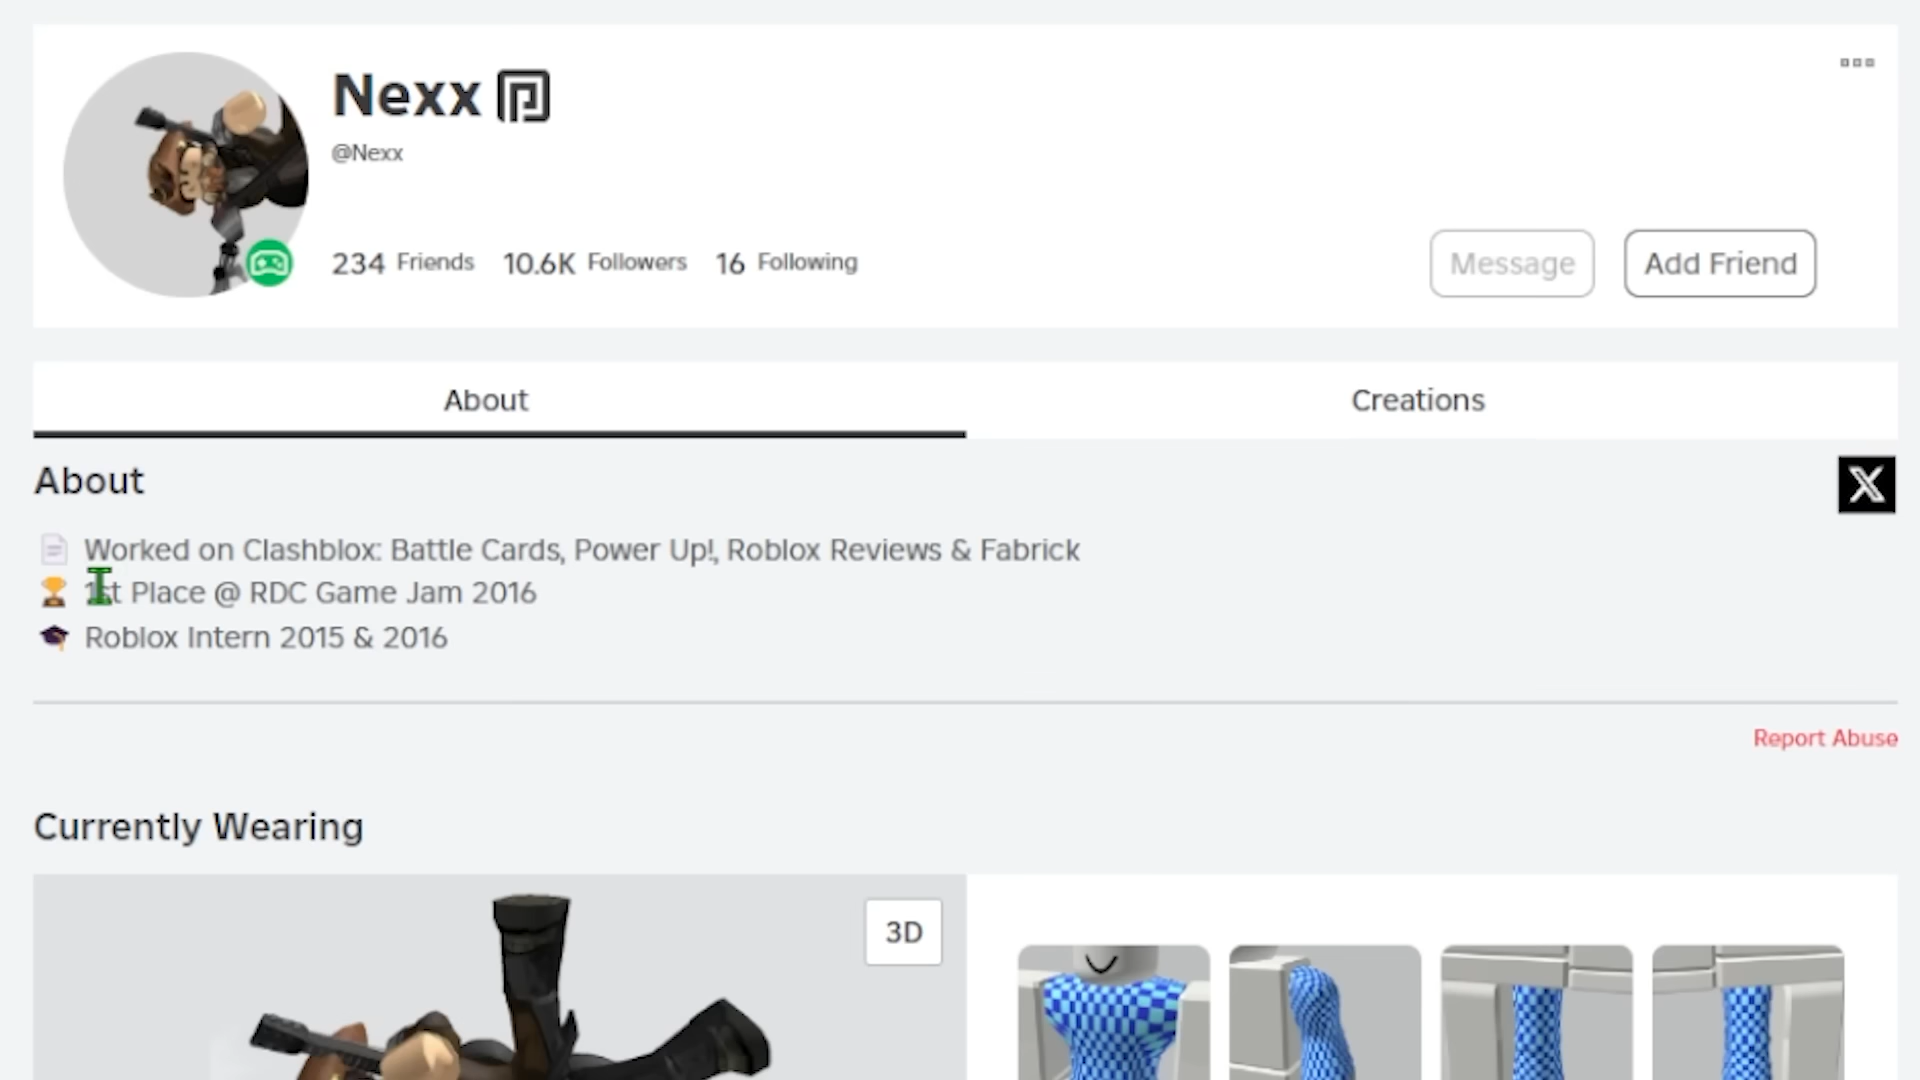 Nexx
@Nexx
234 Friends 10.6K Followers 16 Following
Message
Add Friend
About
Creations
About
Worked on Clashblox: Battle Cards, Power Up!, Roblox Reviews & Fabrick
1st Place @ RDC Game Jam 2016
Roblox Intern 2015 & 2016
Report Abuse
Currently Wearing
3D